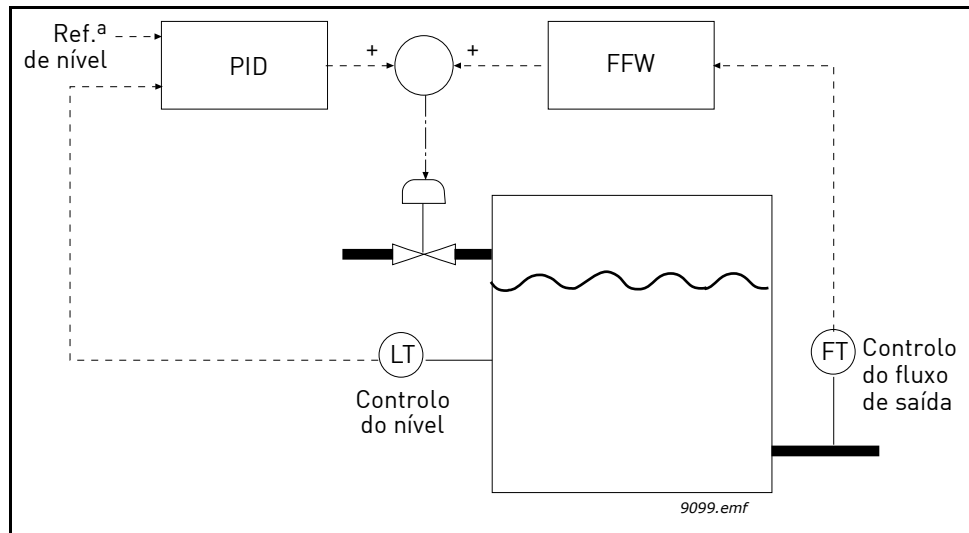 Ref.ª
de nível
PID
+
+
FFW
LT
Controlo
do nível
FT
Controlo
do fluxo
de saída
9099.emf